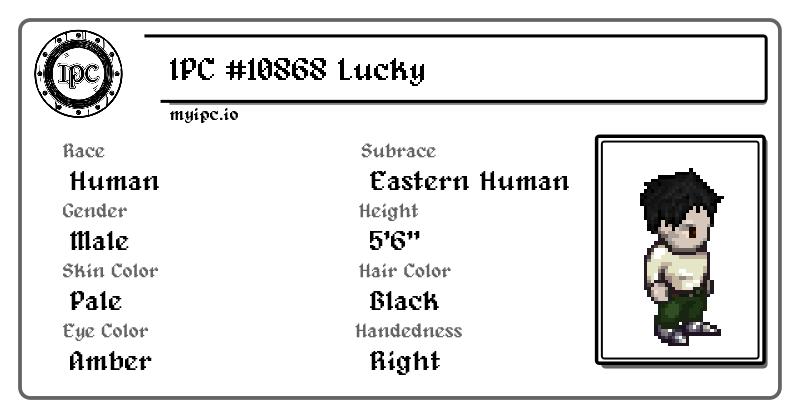 IPC
IPC #10868 Lucky
myipc.io
Race
Human
Subrace
Eastern Human
Gender
Male
Height
5'6"
Skin Color
Pale
Hair Color
Black
Eye Color
Amber
Handedness
Right